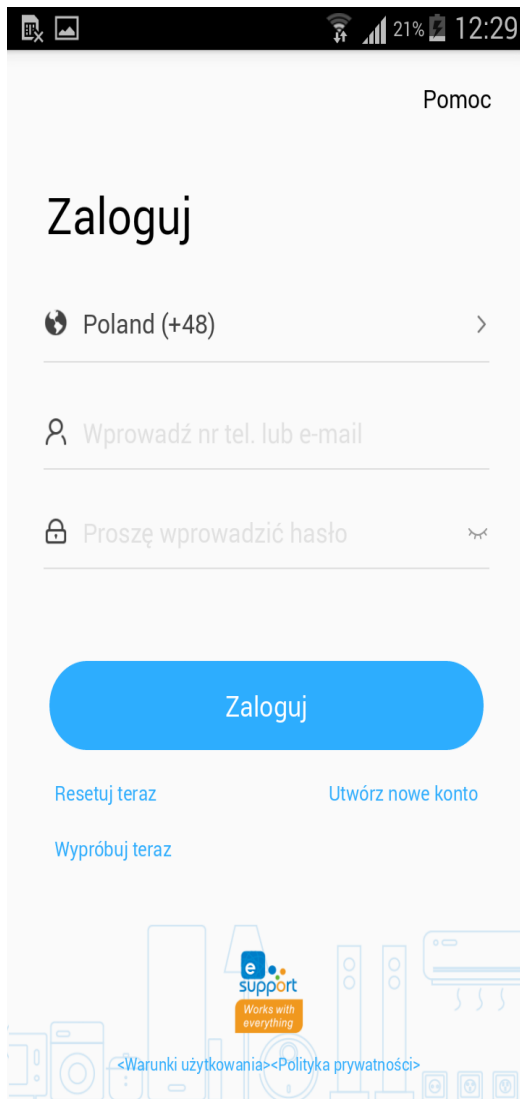 21% 12:29
Pomoc
Zaloguj
Poland (+48)
Wprowadź nr tel. lub e-mail
Proszę wprowadzić hasło
Zaloguj
Resetuj teraz Utwórz nowe konto
Wypróbuj teraz
e
support
Works with
everything
<Warunki użytkowania><Polityka prywatności>